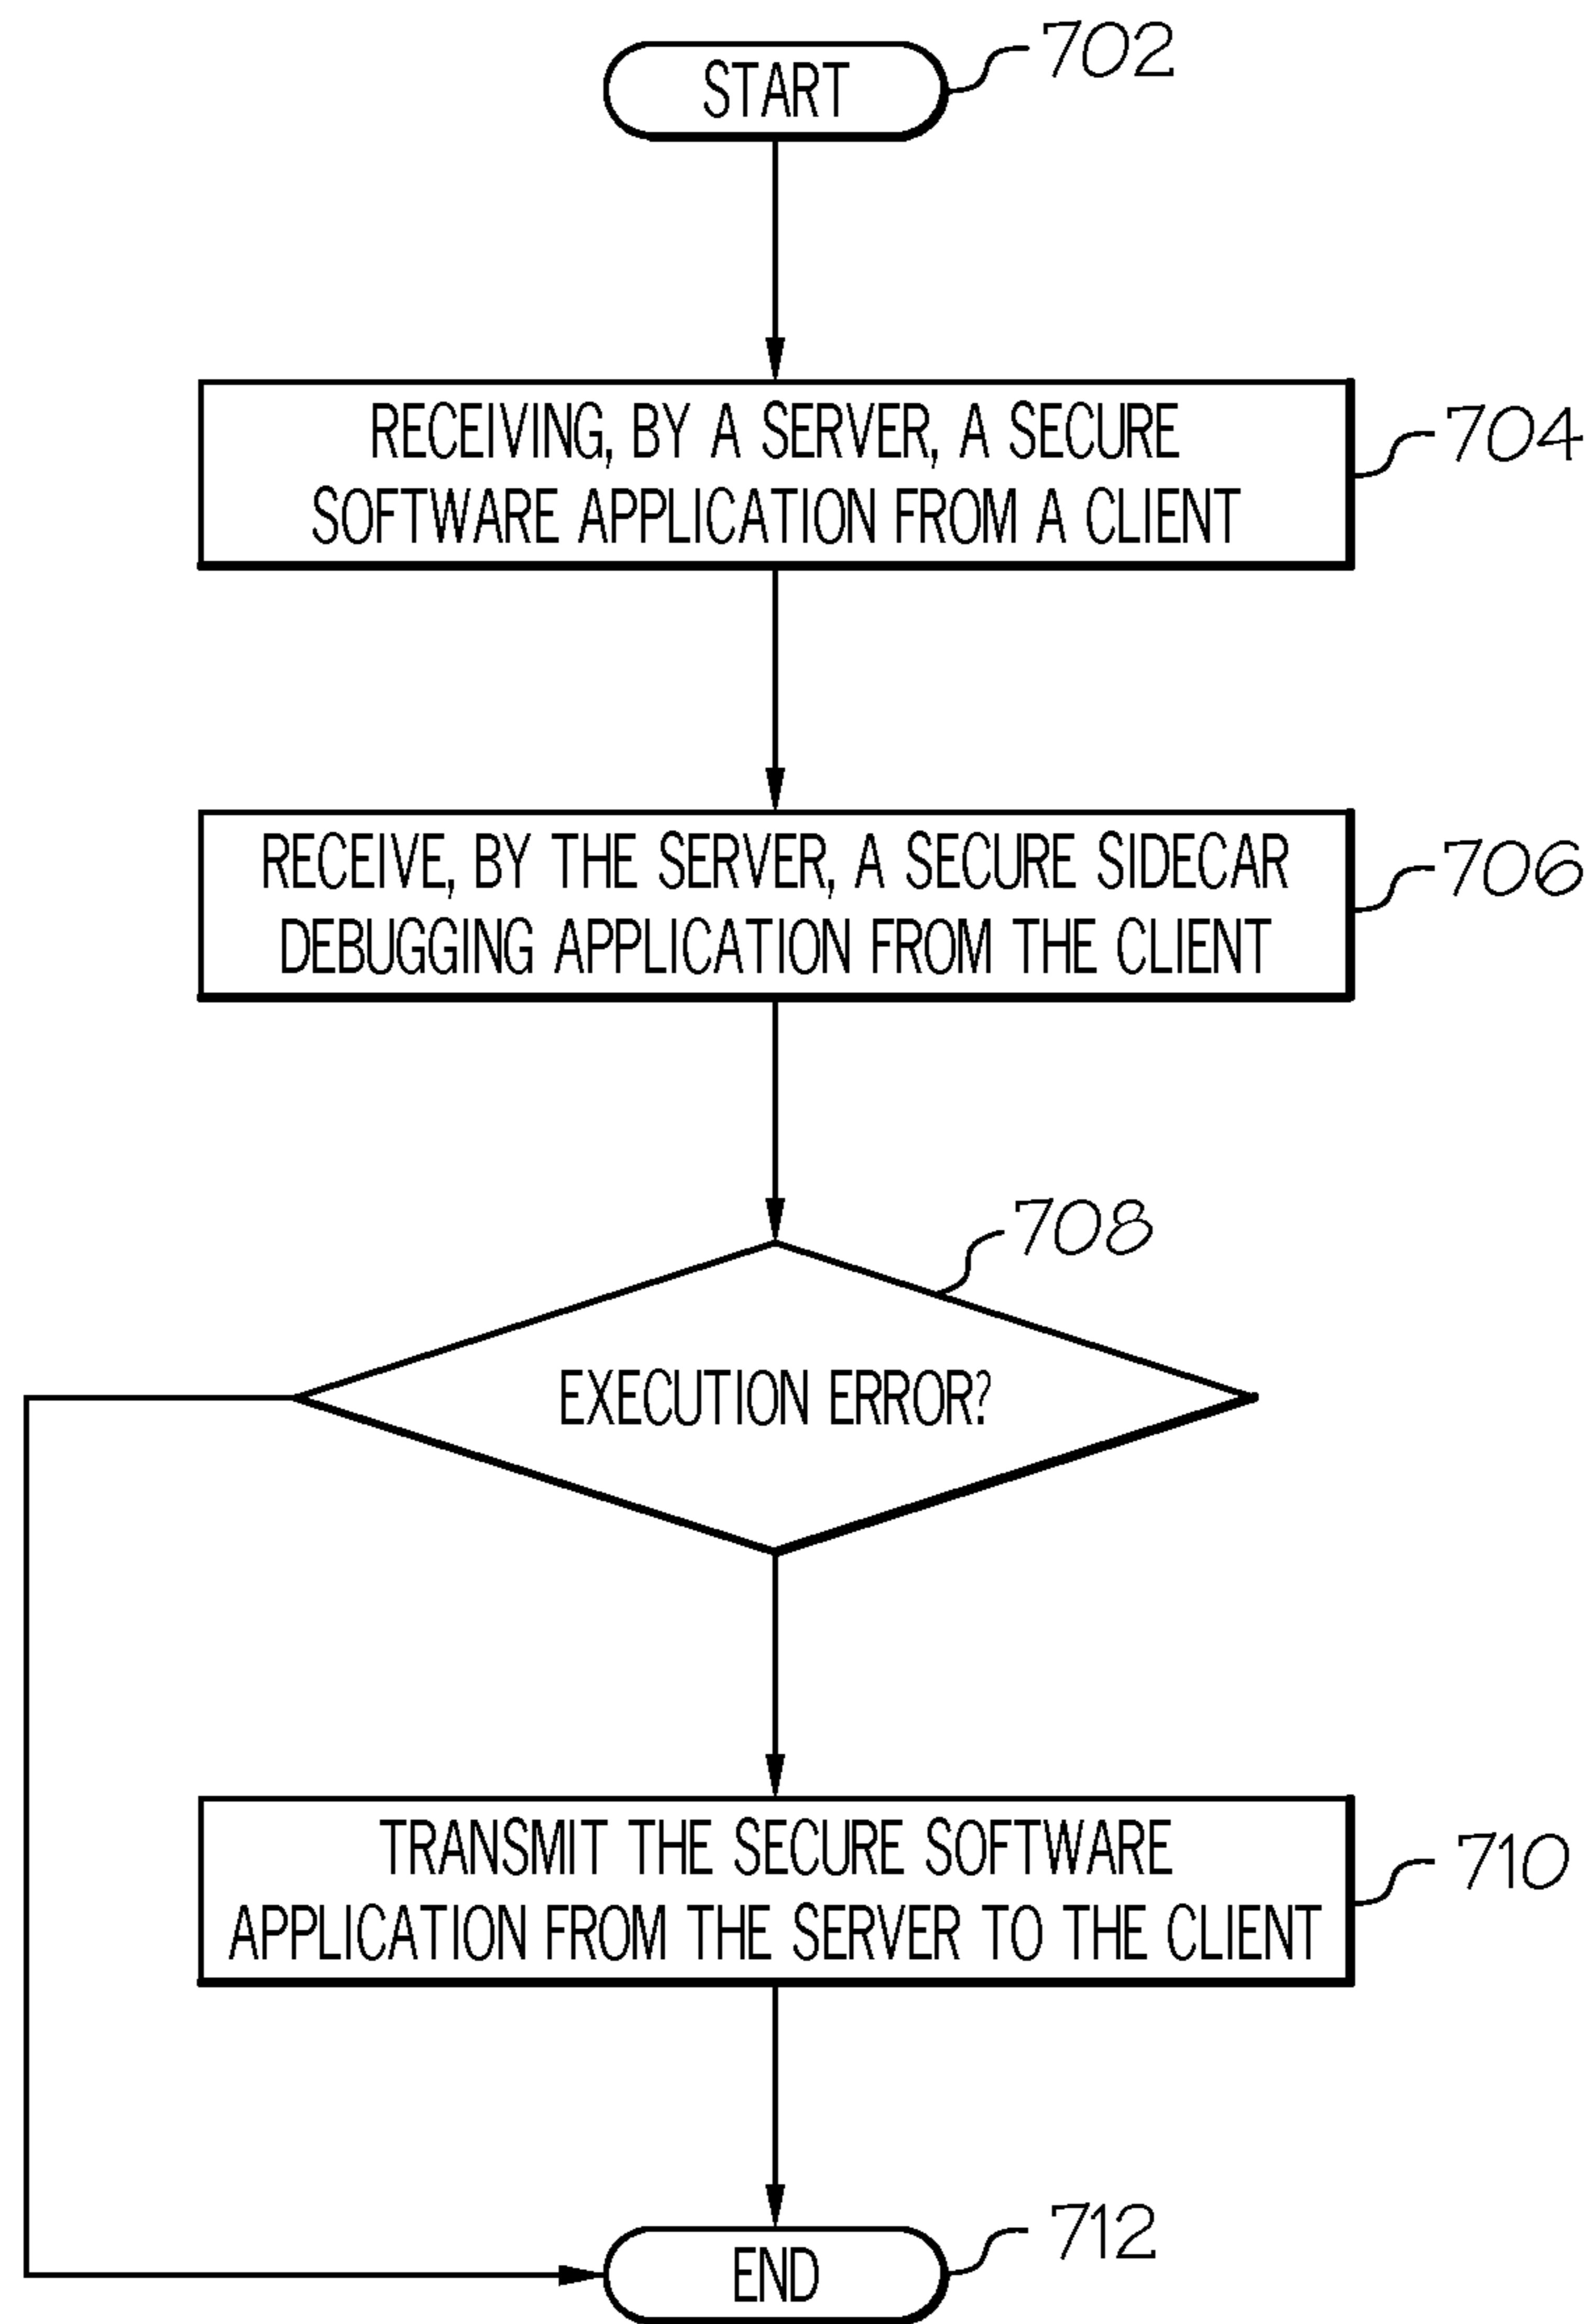 START
702
RECEIVING, BY A SERVER, A SECURE
SOFTWARE APPLICATION FROM A CLIENT
704
RECEIVE, BY THE SERVER, A SECURE SIDECAR
DEBUGGING APPLICATION FROM THE CLIENT
706
708
EXECUTION ERROR?
TRANSMIT THE SECURE SOFTWARE
APPLICATION FROM THE SERVER TO THE CLIENT
710
712
END